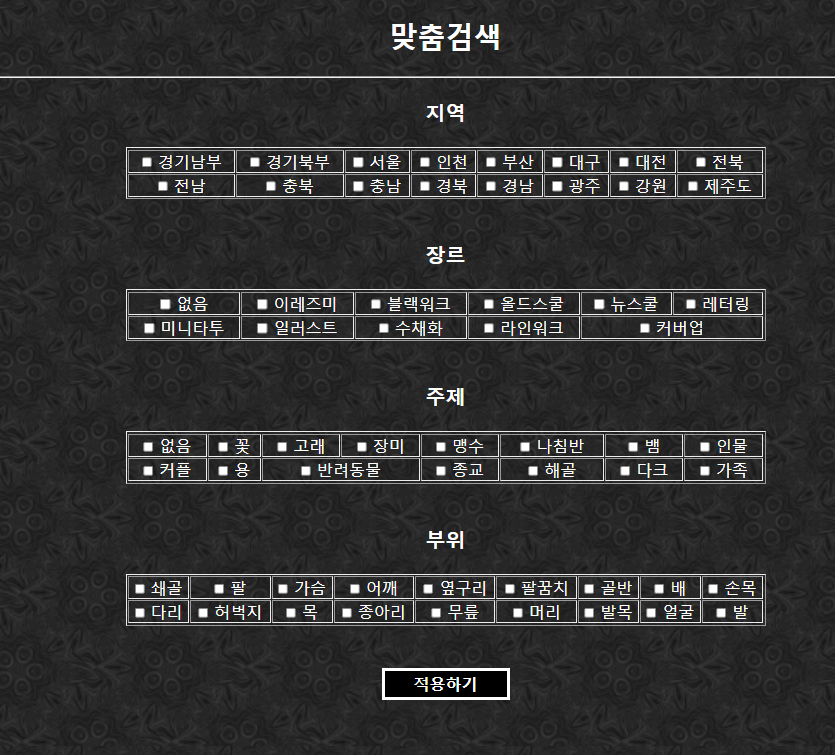 맞춤검색
지역
경기남부 경기북부 서울 인천 부산 대구 대전 전북
전남 충북 충남 경북 경남 광주 강원 제주도
장르
없음 이레즈미 블랙워크 올드스쿨 뉴스쿨 레터링
미니타투 일러스트 수채화 라인워크 커버업
주제
없음 꽃 고래 장미 맹수 나침반 뱀 인물
커플 용 반려동물 종교 해골 다크 가족
부위
쇄골 팔 가슴 어깨 옆구리 팔꿈치 골반 배 손목
다리 허벅지 목 종아리 무릎 머리 발목 얼굴 발
적용하기